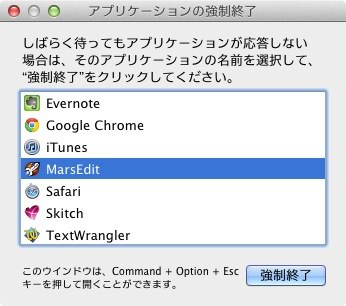 アプリケーションの強制終了
しばらく待ってもアプリケーションが応答しない
場合は、そのアプリケーションの名前を選択して、
“強制終了”をクリックしてください。
Evernote
Google Chrome
iTunes
MarsEdit
Safari
Skitch
TextWrangler
このウインドウは、Command + Option + Esc
キーを押して開くことができます。
強制終了